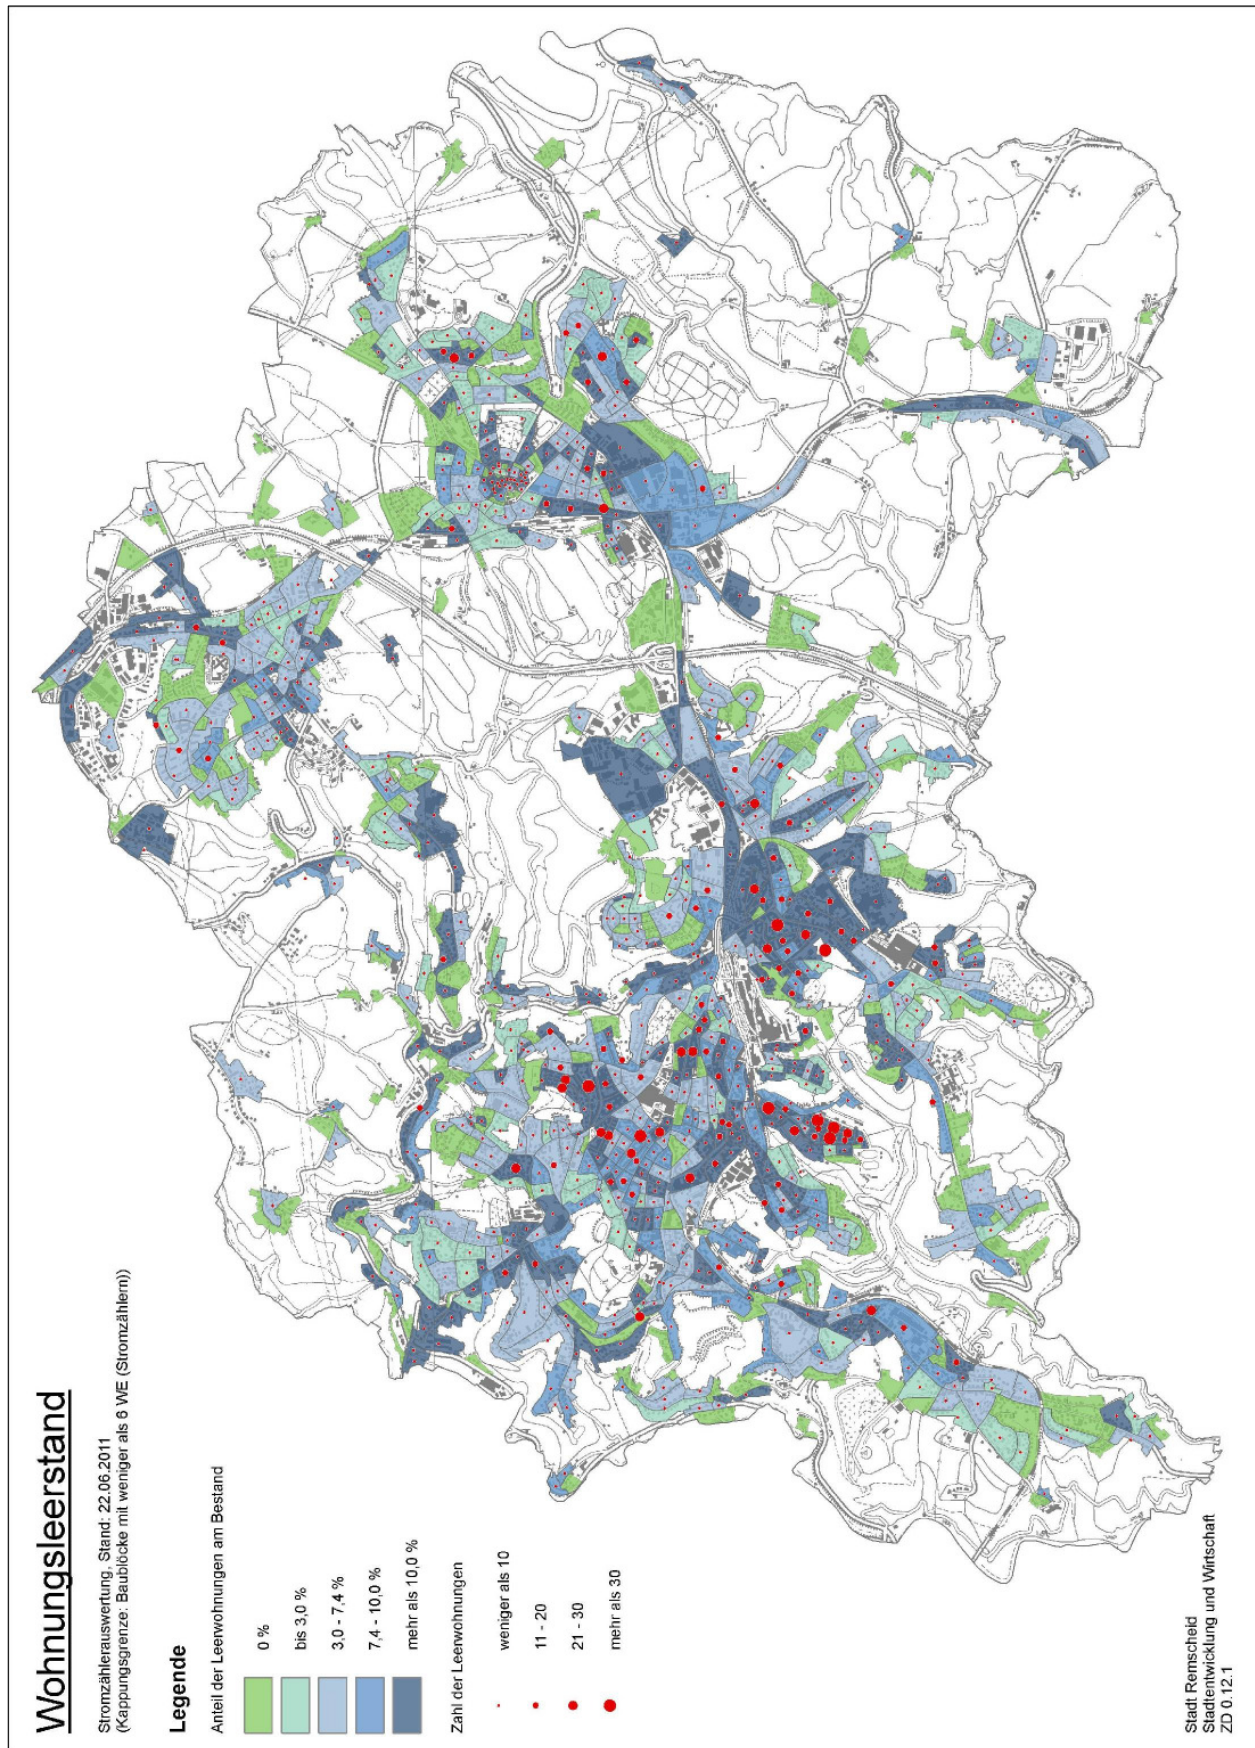 Wohnungsleerstand
Stromzählerauswertung, Stand: 22.06.2011
(Kappungsgrenze: Baublöcke mit weniger als 6 WE (Stromzählern))
Legende
Anteil der Leerwohnungen am Bestand
0 %
bis 3,0 %
3,0 - 7,4 %
7,4 - 10,0 %
mehr als 10,0 %
Zahl der Leerwohnungen
weniger als 10
11 - 20
21 - 30
mehr als 30
Stadt Remscheid
Stadtentwicklung und Wirtschaft
ZD 0.12.1